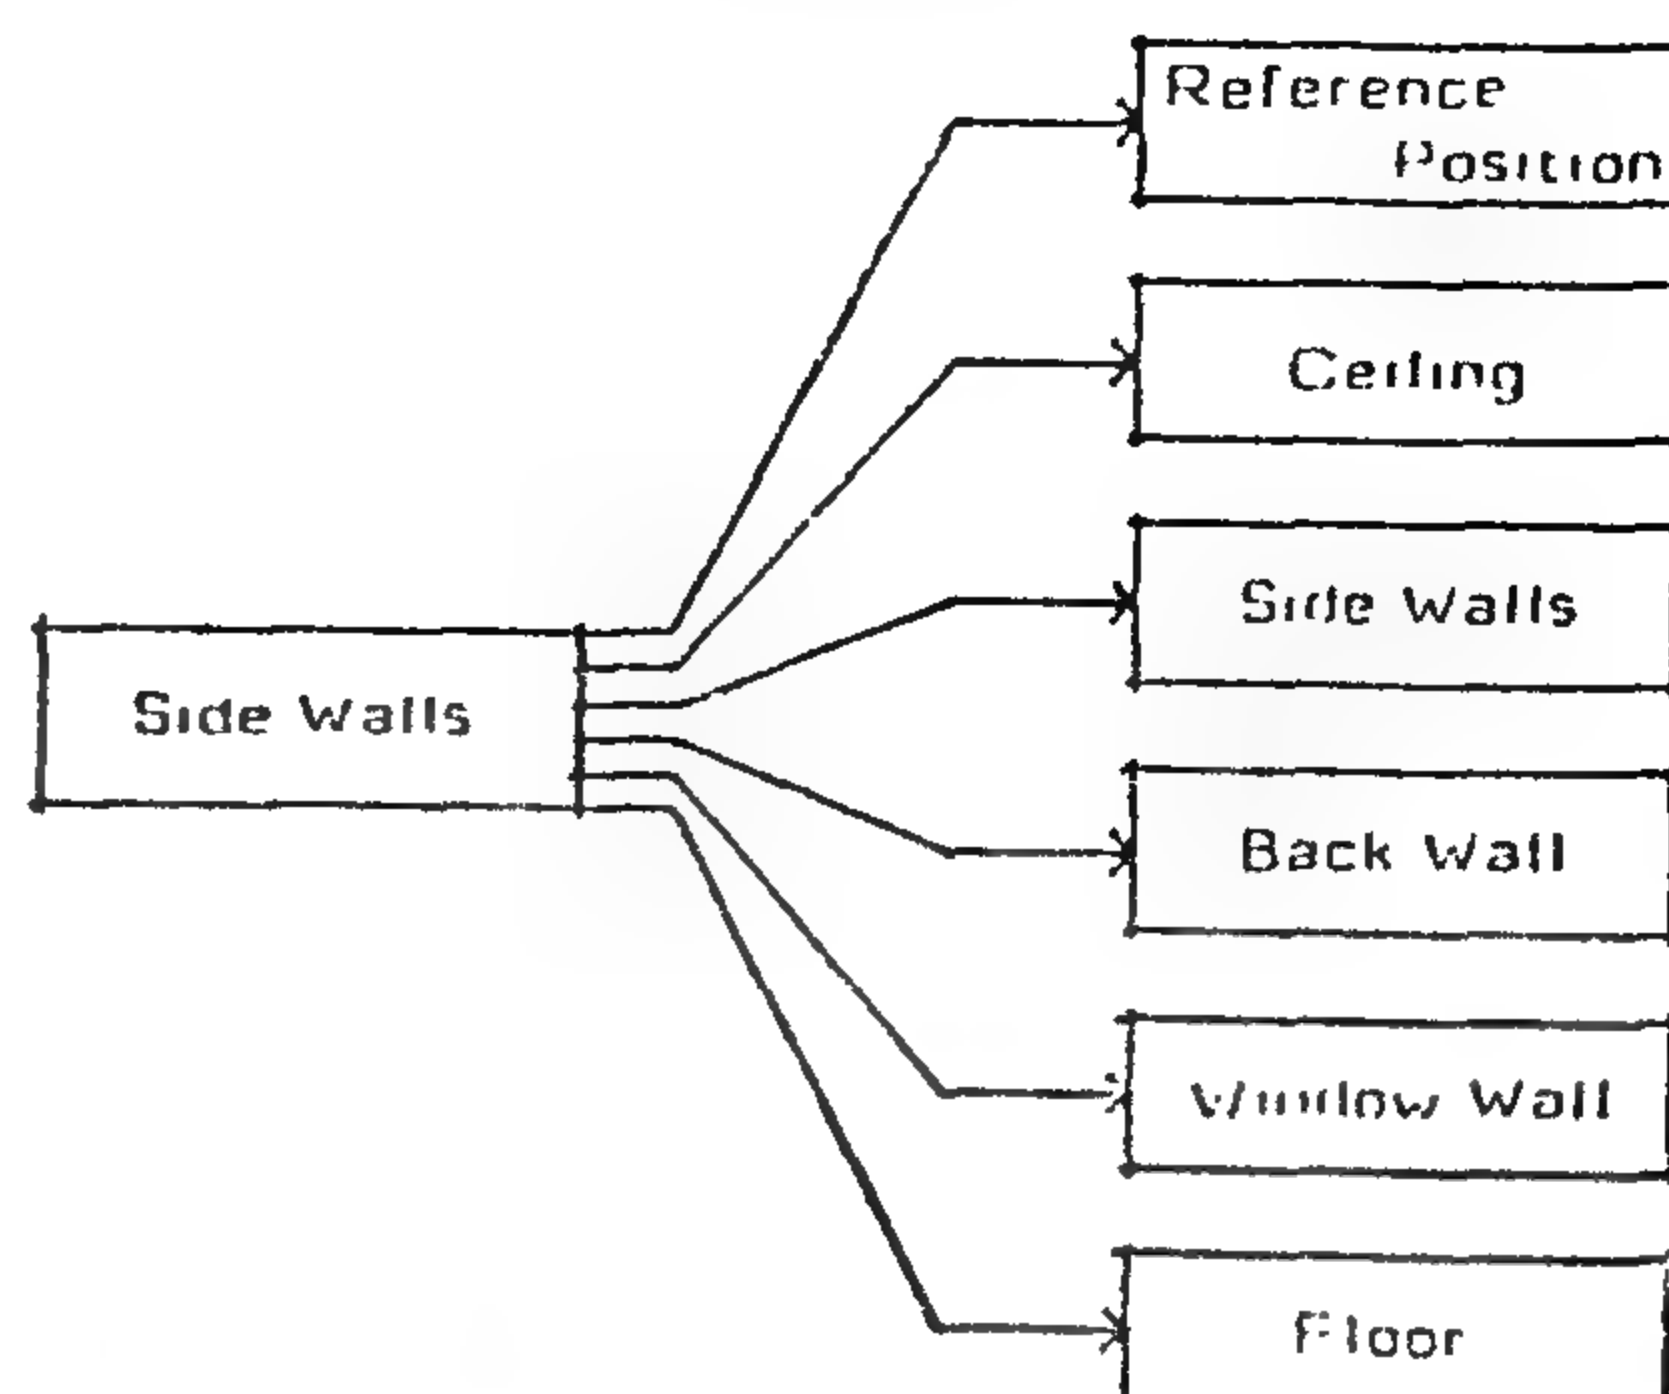 Reference
Position
Ceiling
Side Walls
Side Walls
Back Wall
Window Wall
Floor